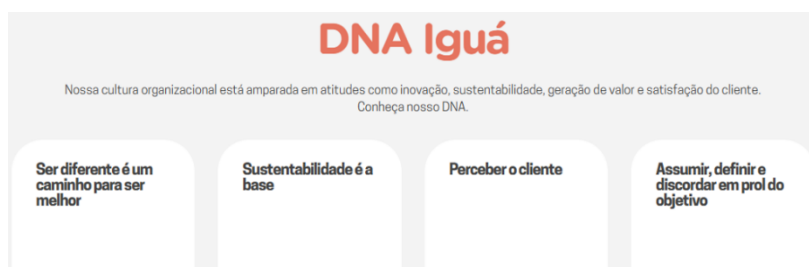 DNA Iguá
Nossa cultura organizacional está amparada em atitudes como inovação, sustentabilidade, geração de valor e satisfação do cliente.
Conheça nosso DNA.
Ser diferente é um
caminho para ser
melhor
Sustentabilidade é a
base
Perceber o cliente
Assumir, definir e
discordar em prol do
objetivo